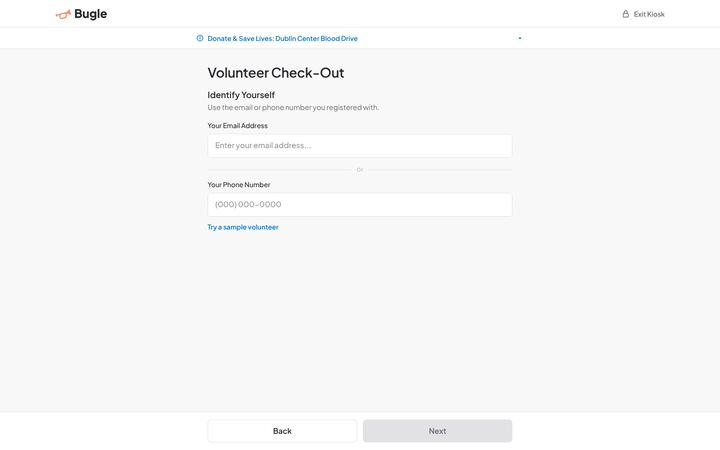 Bugle
Exit Kiosk
Donate & Save Lives: Dublin Center Blood Drive
Volunteer Check-Out
Identify Yourself
Use the email or phone number you registered with.
Your Email Address
Enter your email address...
or
Your Phone Number
(000) 000-0000
Try a sample volunteer
Back
Next